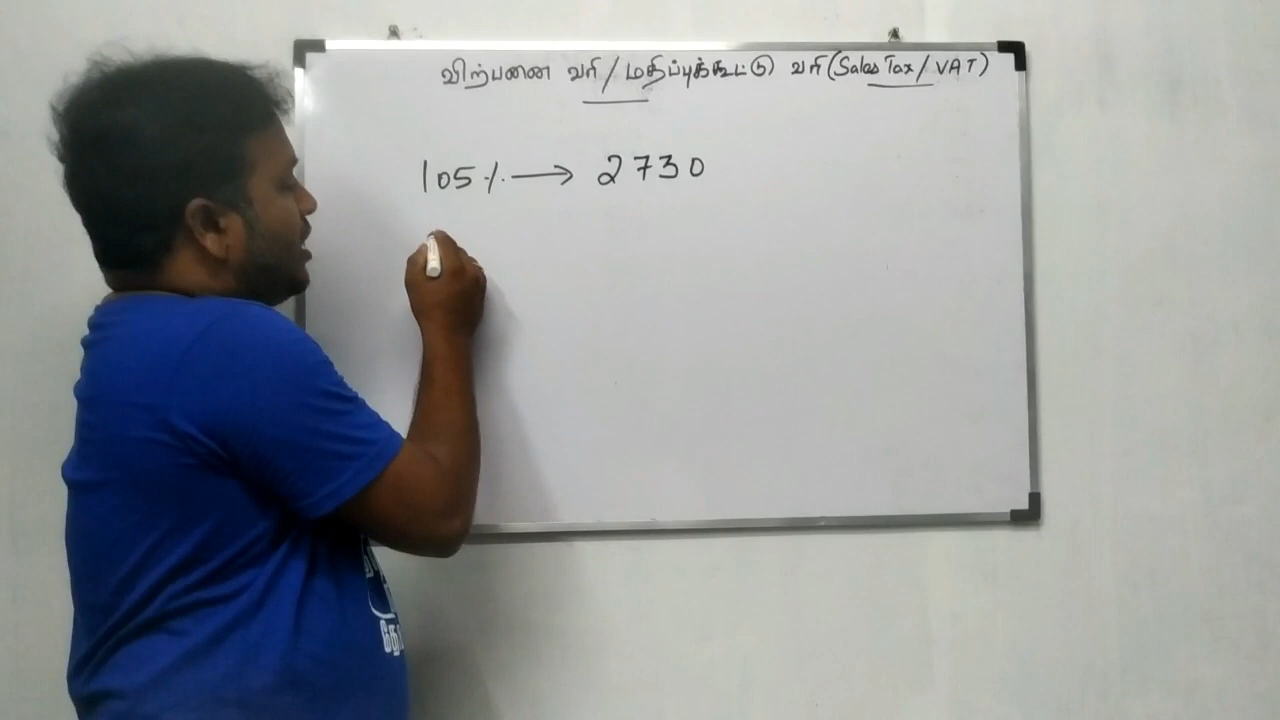 விற்பனை வரி / மதிப்புக்கூட்டு வரி (Sales Tax / VAT)
105% → 2730